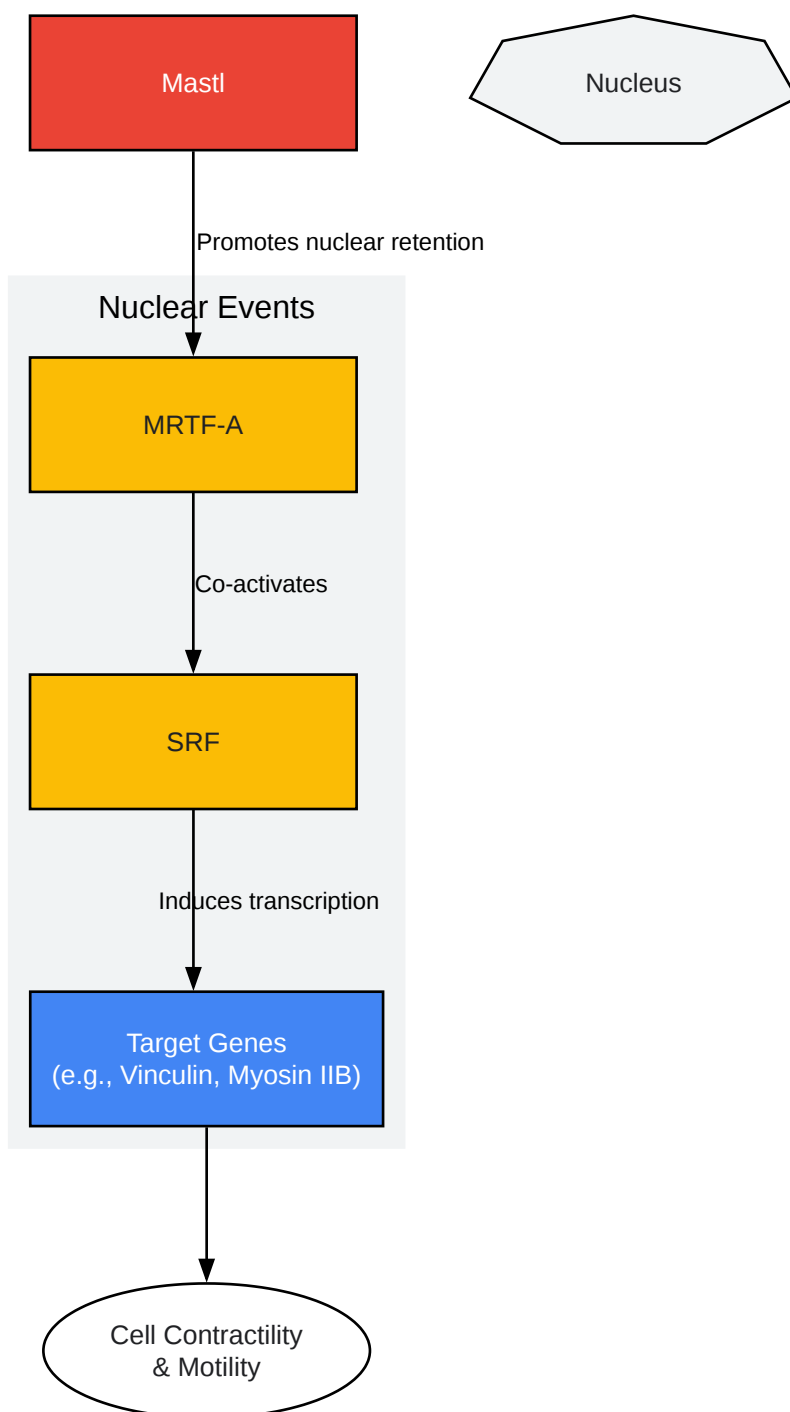 Mastl
Nucleus
Promotes nuclear retention
Nuclear Events
MRTF-A
Co-activates
SRF
Induces transcription
Target Genes
(e.g., Vinculin, Myosin IIB)
Cell Contractility
& Motility